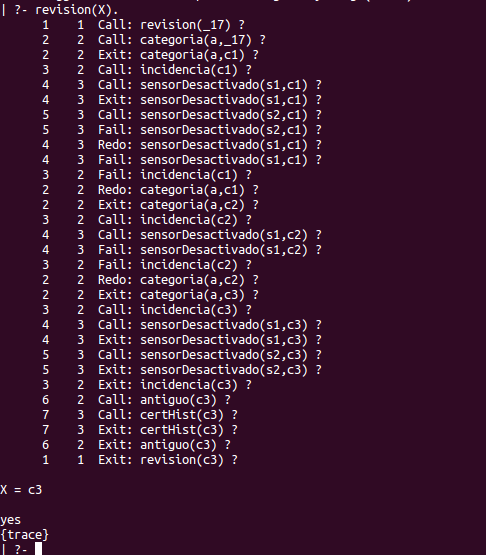 | ?- revision(X).
1 1 Call: revision(_17) ?
2 2 Call: categoria(a,_17) ?
2 2 Exit: categoria(a,c1) ?
3 2 Call: incidencia(c1) ?
4 3 Call: sensorDesactivado(s1,c1) ?
4 3 Exit: sensorDesactivado(s1,c1) ?
5 3 Call: sensorDesactivado(s2,c1) ?
5 3 Fail: sensorDesactivado(s2,c1) ?
4 3 Redo: sensorDesactivado(s1,c1) ?
4 3 Fail: sensorDesactivado(s1,c1) ?
3 2 Fail: incidencia(c1) ?
2 2 Redo: categoria(a,c1) ?
2 2 Exit: categoria(a,c2) ?
3 2 Call: incidencia(c2) ?
4 3 Call: sensorDesactivado(s1,c2) ?
4 3 Fail: sensorDesactivado(s1,c2) ?
3 2 Fail: incidencia(c2) ?
2 2 Redo: categoria(a,c2) ?
2 2 Exit: categoria(a,c3) ?
3 2 Call: incidencia(c3) ?
4 3 Call: sensorDesactivado(s1,c3) ?
4 3 Exit: sensorDesactivado(s1,c3) ?
5 3 Call: sensorDesactivado(s2,c3) ?
5 3 Exit: sensorDesactivado(s2,c3) ?
3 2 Exit: incidencia(c3) ?
6 2 Call: antiguo(c3) ?
7 3 Call: certHist(c3) ?
7 3 Exit: certHist(c3) ?
6 2 Exit: antiguo(c3) ?
1 1 Exit: revision(c3) ?
X = c3
yes
{trace}
| ?-